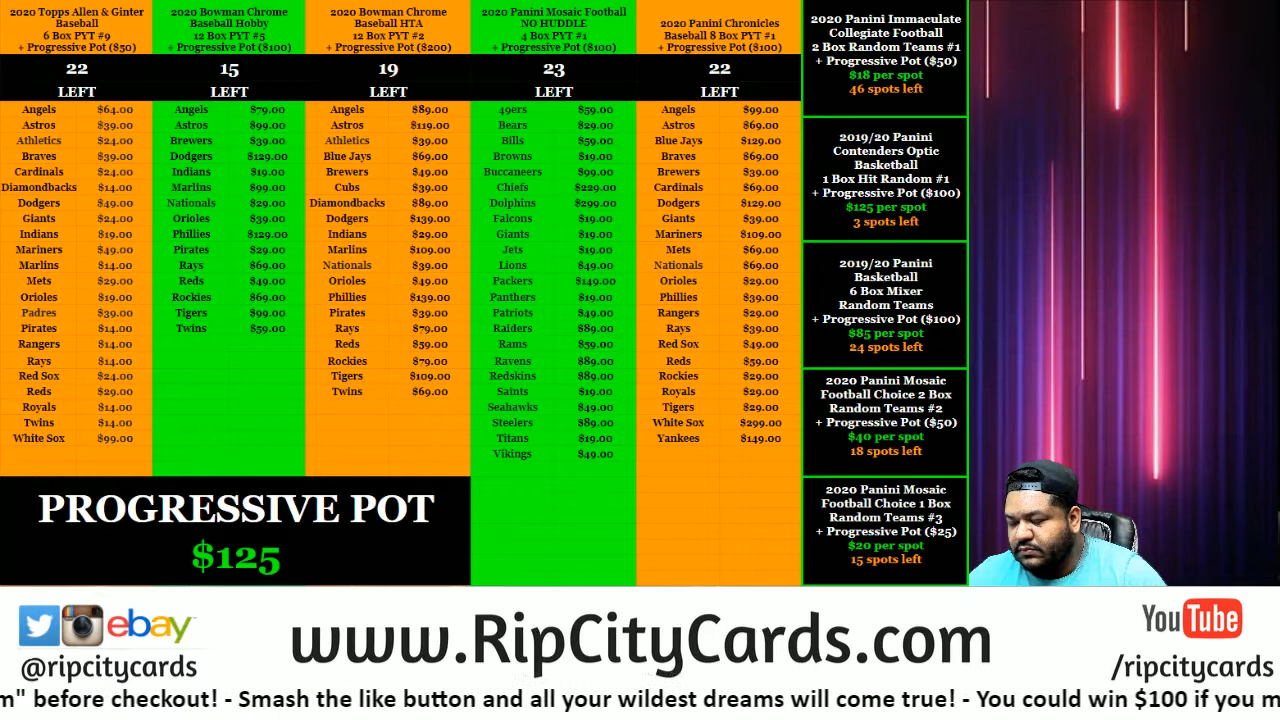 2020 Topps Allen & Ginter
Baseball
6 Box PYT #9
+ Progressive Pot ($50)
22
LEFT
Angels $64.00
Astros $39.00
Athletics $24.00
Braves $39.00
Cardinals $24.00
Diamondbacks $14.00
Dodgers $49.00
Giants $24.00
Indians $19.00
Mariners $49.00
Marlins $14.00
Mets $29.00
Orioles $19.00
Padres $39.00
Pirates $14.00
Rangers $14.00
Rays $14.00
Red Sox $24.00
Reds $29.00
Royals $14.00
Twins $14.00
White Sox $99.00
2020 Bowman Chrome
Baseball Hobby
12 Box PYT #5
+ Progressive Pot ($100)
15
LEFT
Angels $79.00
Astros $99.00
Brewers $39.00
Dodgers $129.00
Indians $19.00
Marlins $99.00
Nationals $29.00
Orioles $39.00
Phillies $129.00
Pirates $29.00
Rays $69.00
Reds $49.00
Rockies $69.00
Tigers $99.00
Twins $59.00
2020 Bowman Chrome
Baseball HTA
12 Box PYT #2
+ Progressive Pot ($200)
19
LEFT
Angels $89.00
Astros $119.00
Athletics $39.00
Blue Jays $69.00
Brewers $49.00
Cubs $39.00
Diamondbacks $89.00
Dodgers $139.00
Indians $29.00
Marlins $109.00
Nationals $39.00
Orioles $49.00
Phillies $139.00
Pirates $39.00
Rays $79.00
Reds $59.00
Rockies $79.00
Tigers $109.00
Twins $69.00
2020 Panini Mosaic Football
NO HUDDLE
4 Box PYT #1
+ Progressive Pot ($100)
23
LEFT
49ers $59.00
Bears $29.00
Bills $59.00
Browns $19.00
Buccaneers $99.00
Chiefs $229.00
Dolphins $299.00
Falcons $19.00
Giants $19.00
Jets $19.00
Lions $49.00
Packers $149.00
Panthers $19.00
Patriots $49.00
Raiders $89.00
Rams $59.00
Ravens $89.00
Redskins $89.00
Saints $19.00
Seahawks $49.00
Steelers $89.00
Titans $19.00
Vikings $49.00
2020 Panini Chronicles
Baseball 8 Box PYT #1
+ Progressive Pot ($100)
22
LEFT
Angels $99.00
Astros $69.00
Blue Jays $129.00
Braves $69.00
Brewers $39.00
Cardinals $69.00
Dodgers $129.00
Giants $39.00
Mariners $109.00
Mets $69.00
Nationals $69.00
Orioles $29.00
Phillies $39.00
Rangers $29.00
Rays $39.00
Red Sox $49.00
Reds $59.00
Rockies $29.00
Royals $29.00
Tigers $29.00
White Sox $299.00
Yankees $149.00
2020 Panini Immaculate
Collegiate Football
2 Box Random Teams #1
+ Progressive Pot ($50)
$18 per spot
46 spots left
2019/20 Panini
Contenders Optic
Basketball
1 Box Hit Random #1
+ Progressive Pot ($100)
$125 per spot
3 spots left
2019/20 Panini
Basketball
6 Box Mixer
Random Teams
+ Progressive Pot ($100)
$85 per spot
24 spots left
2020 Panini Mosaic
Football Choice 2 Box
Random Teams #2
+ Progressive Pot ($50)
$40 per spot
18 spots left
2020 Panini Mosaic
Football Choice 1 Box
Random Teams #3
+ Progressive Pot ($25)
$20 per spot
15 spots left
PROGRESSIVE POT
$125
ebay
@ripcitycards
www.RipCityCards.com
YouTube
/ripcitycards
m" before checkout! - Smash the like button and all your wildest dreams will come true! - You could win $100 if you m